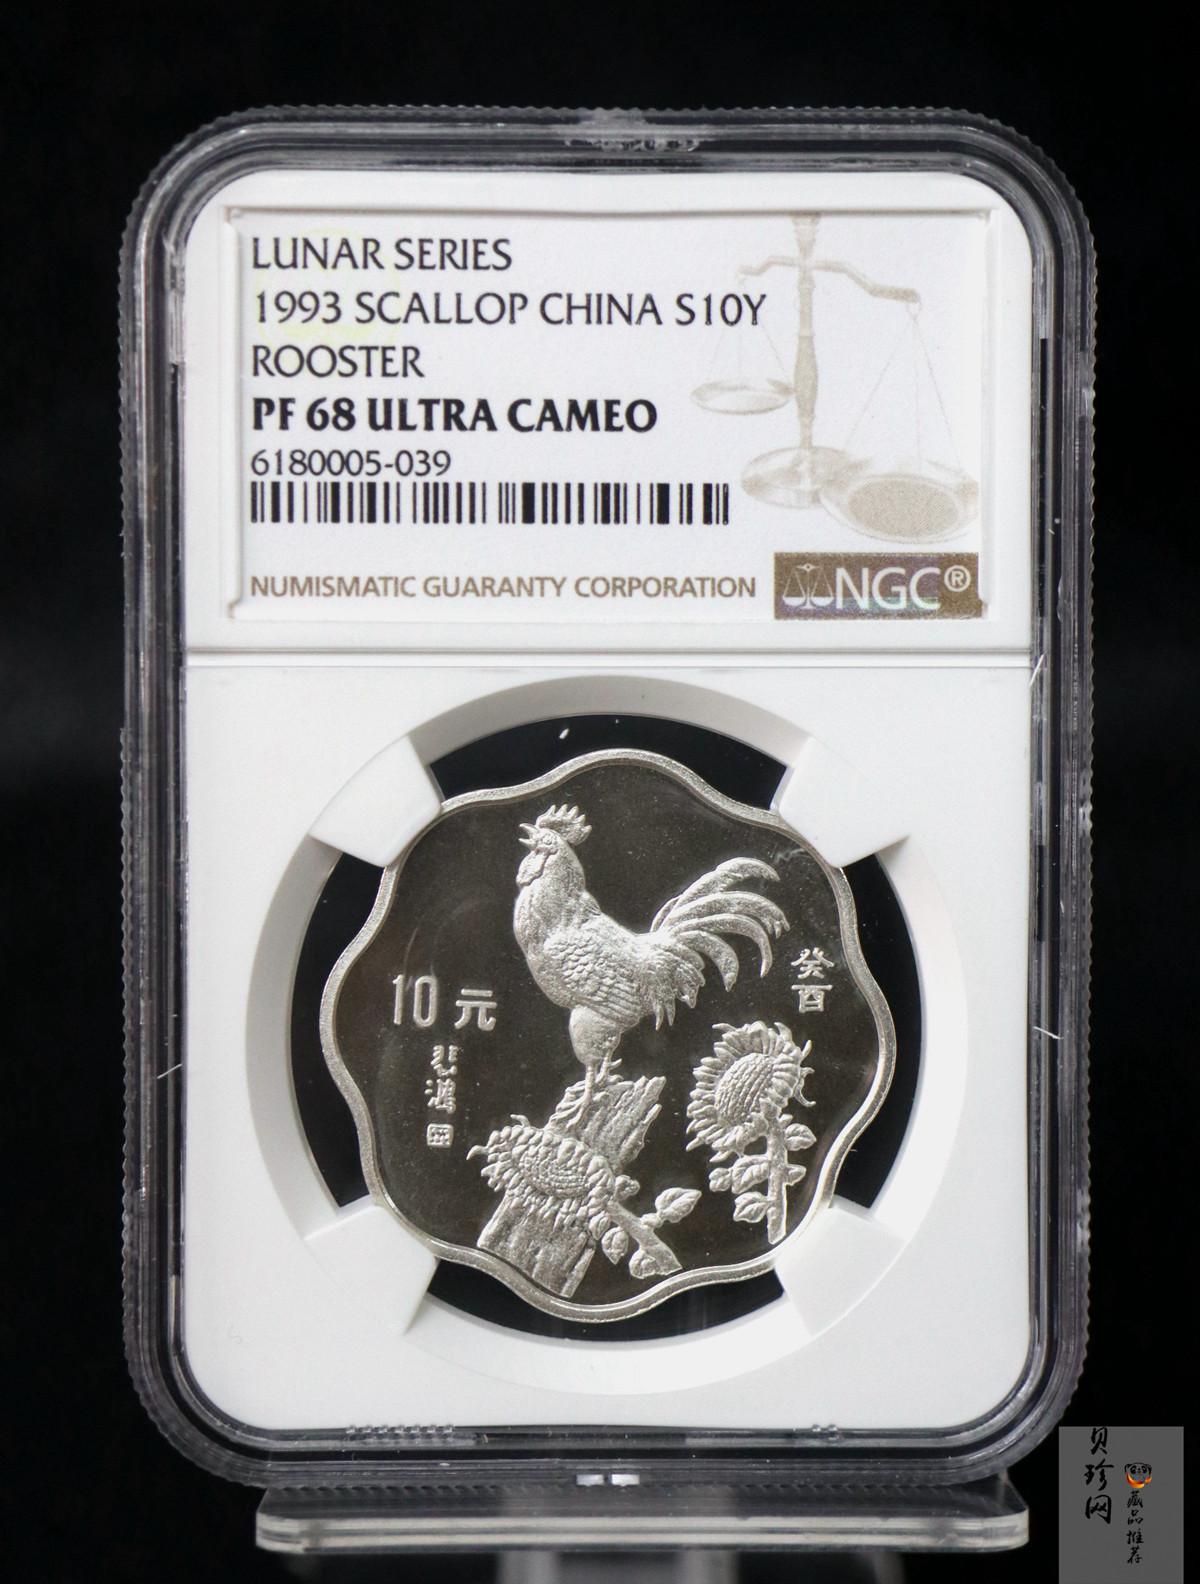 LUNAR SERIES
1993 SCALLOP CHINA S10Y
ROOSTER
PF 68 ULTRA CAMEO
6180005-039
NUMISMATIC GUARANTY CORPORATION
NGC®
癸酉
10元
悲鸿
贝珍网
藏品推荐